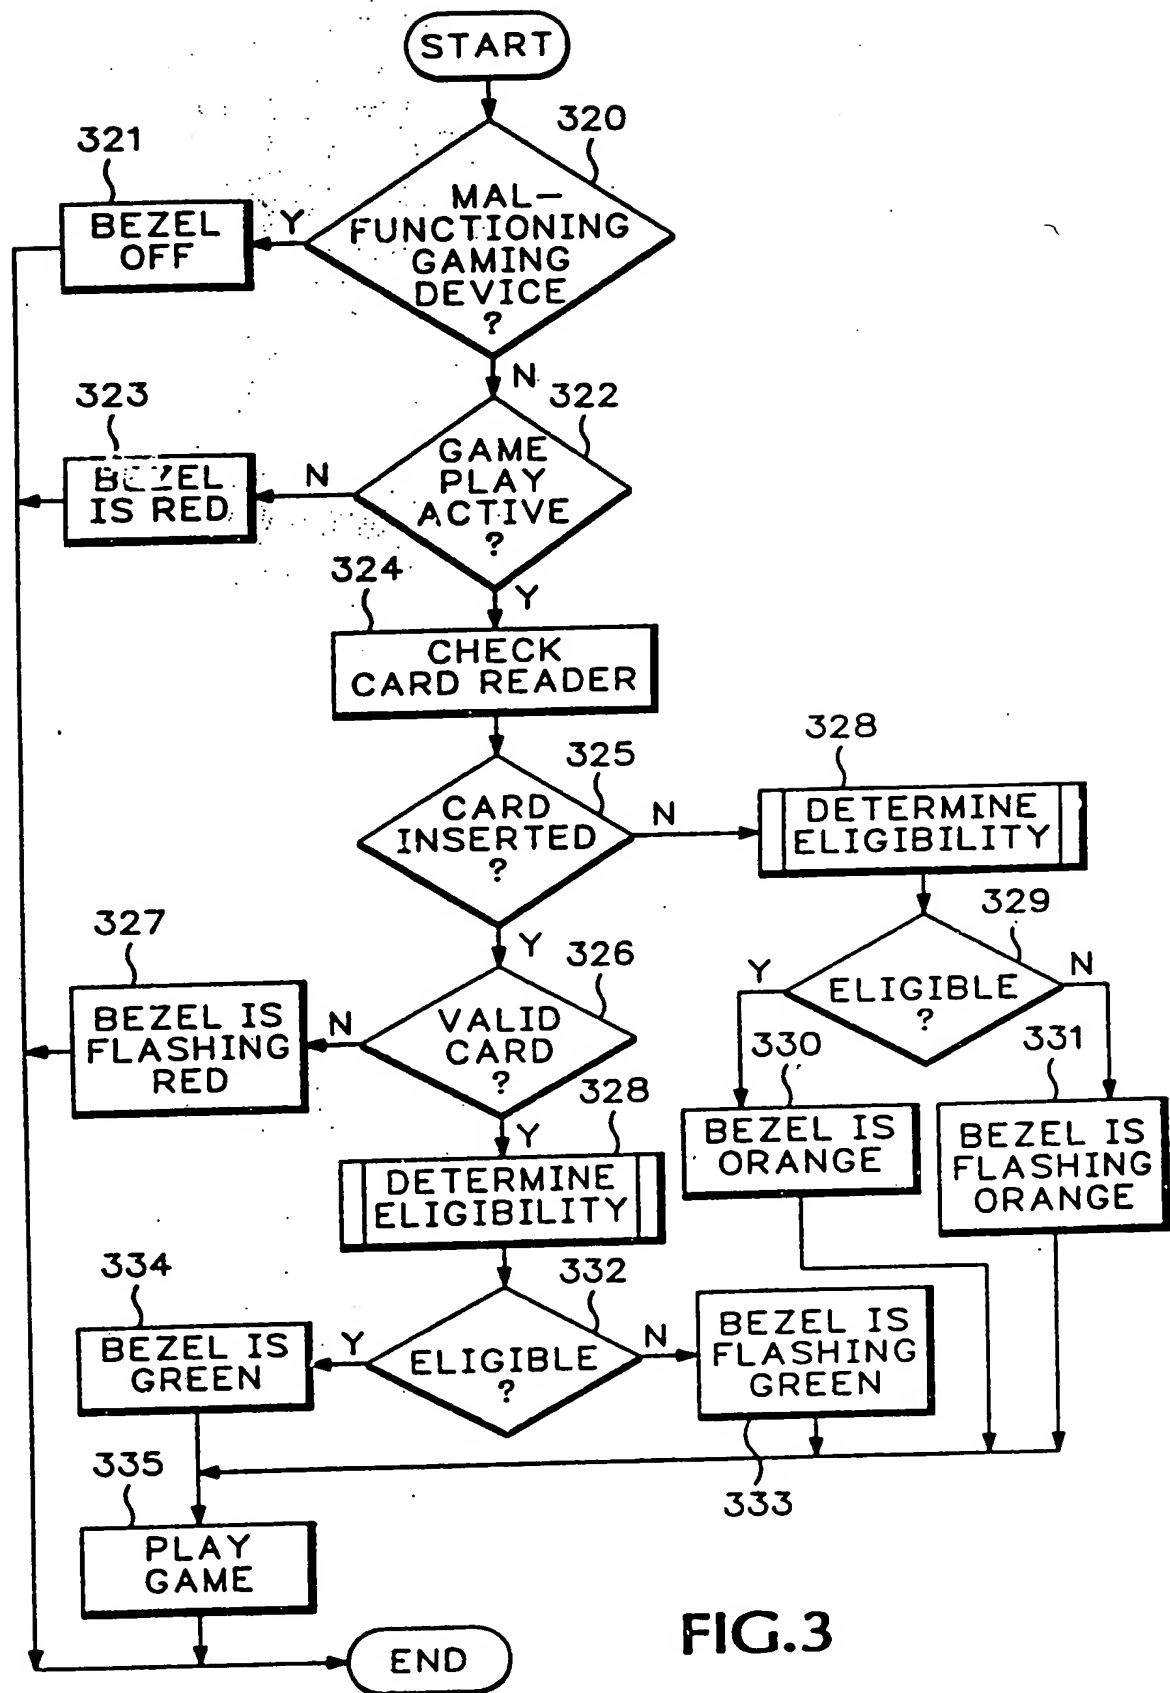 START
320
MAL-
FUNCTIONING
GAMING
DEVICE
?
Y
321
BEZEL
OFF
N
322
GAME
PLAY
ACTIVE
?
N
323
BEZEL
IS RED
Y
324
CHECK
CARD READER
325
CARD
INSERTED
?
N
328
DETERMINE
ELIGIBILITY
329
ELIGIBLE
?
Y
N
330
BEZEL IS
ORANGE
331
BEZEL IS
FLASHING
ORANGE
Y
326
VALID
CARD
?
N
327
BEZEL IS
FLASHING
RED
Y
328
DETERMINE
ELIGIBILITY
332
ELIGIBLE
?
Y
334
BEZEL IS
GREEN
N
BEZEL IS
FLASHING
GREEN
333
335
PLAY
GAME
END
FIG.3